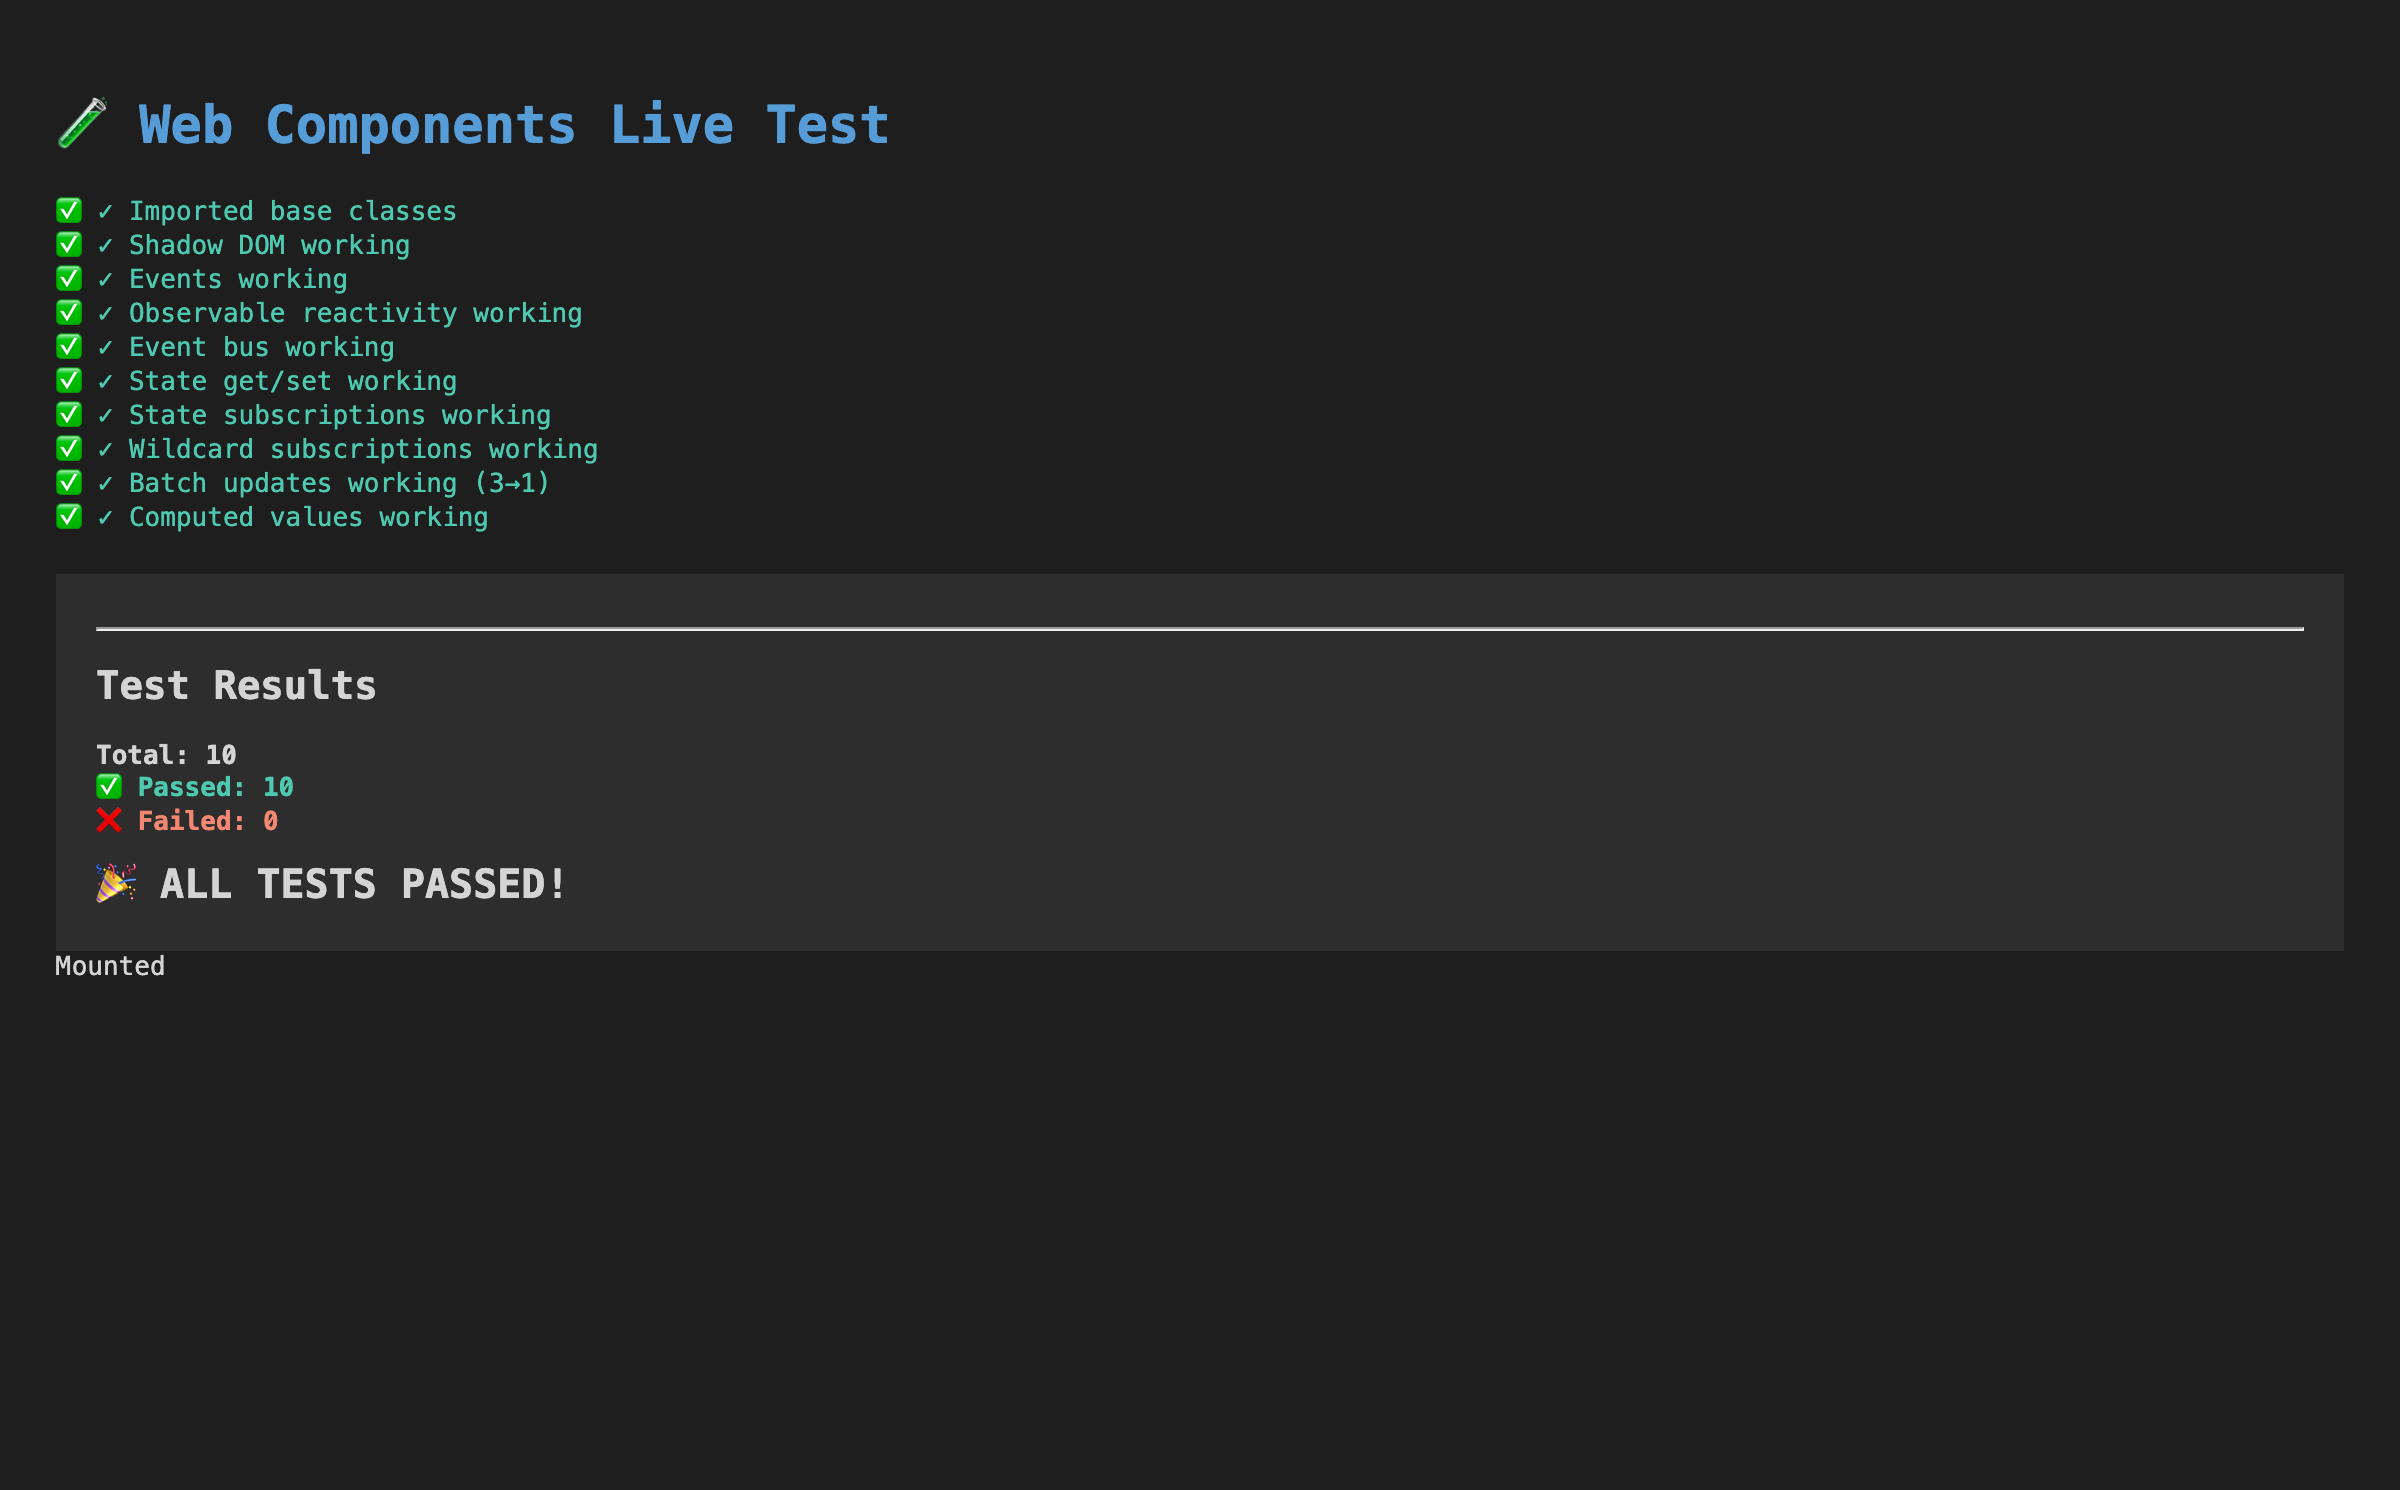 🧪 Web Components Live Test
✅ ✓ Imported base classes
✅ ✓ Shadow DOM working
✅ ✓ Events working
✅ ✓ Observable reactivity working
✅ ✓ Event bus working
✅ ✓ State get/set working
✅ ✓ State subscriptions working
✅ ✓ Wildcard subscriptions working
✅ ✓ Batch updates working (3→1)
✅ ✓ Computed values working
Test Results
Total: 10
✅ Passed: 10
❌ Failed: 0
🎉 ALL TESTS PASSED!
Mounted